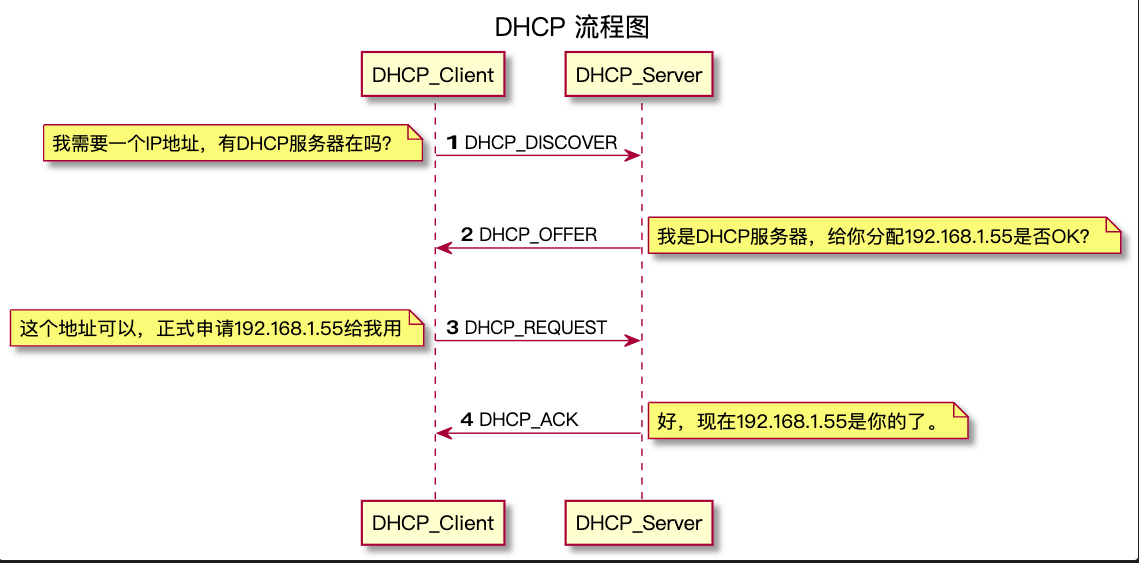 DHCP 流程图
DHCP_Client
DHCP_Server
我需要一个IP地址，有DHCP服务器在吗？
1 DHCP_DISCOVER
2 DHCP_OFFER
我是DHCP服务器，给你分配192.168.1.55是否OK？
这个地址可以，正式申请192.168.1.55给我用
3 DHCP_REQUEST
4 DHCP_ACK
好，现在192.168.1.55是你的了。
DHCP_Client
DHCP_Server